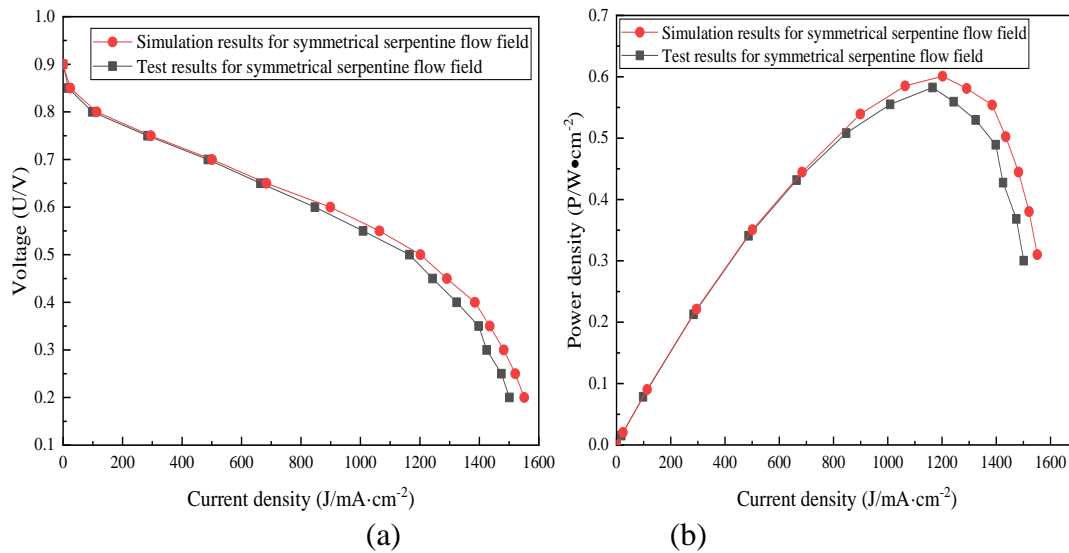 1.0
0.9
0.8
0.7
0.6
0.5
0.4
0.3
0.2
0.1
Voltage (U/V)
Simulation results for symmetrical serpentine flow field
Test results for symmetrical serpentine flow field
0 200 400 600 800 1000 1200 1400 1600
Current density (J/mA·cm-2)
(a)
0.7
0.6
0.5
0.4
0.3
0.2
0.1
0.0
Power density (P/W●cm-2)
Simulation results for symmetrical serpentine flow field
Test results for symmetrical serpentine flow field
0 200 400 600 800 1000 1200 1400 1600
Current density (J/mA·cm-2)
(b)